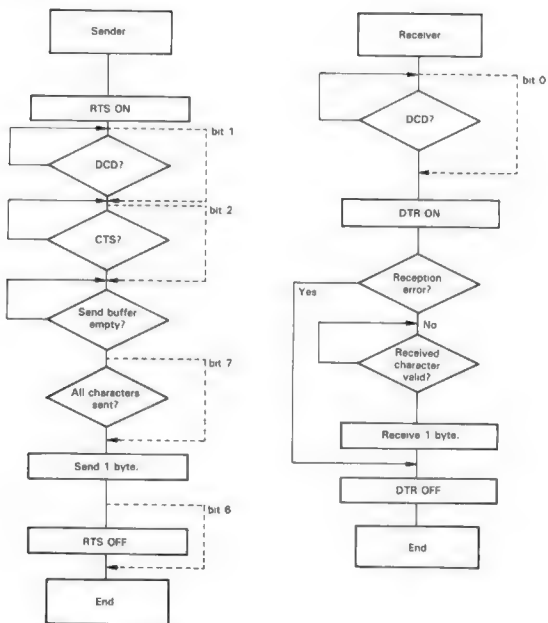 Sender
RTS ON
bit 1
DCD?
bit 2
CTS?
Send buffer
empty?
bit 7
All characters
sent?
Send 1 byte.
bit 6
RTS OFF
End
Receiver
bit 0
DCD?
DTR ON
Reception
error?
Yes
No
Received
character
valid?
Receive 1 byte.
DTR OFF
End